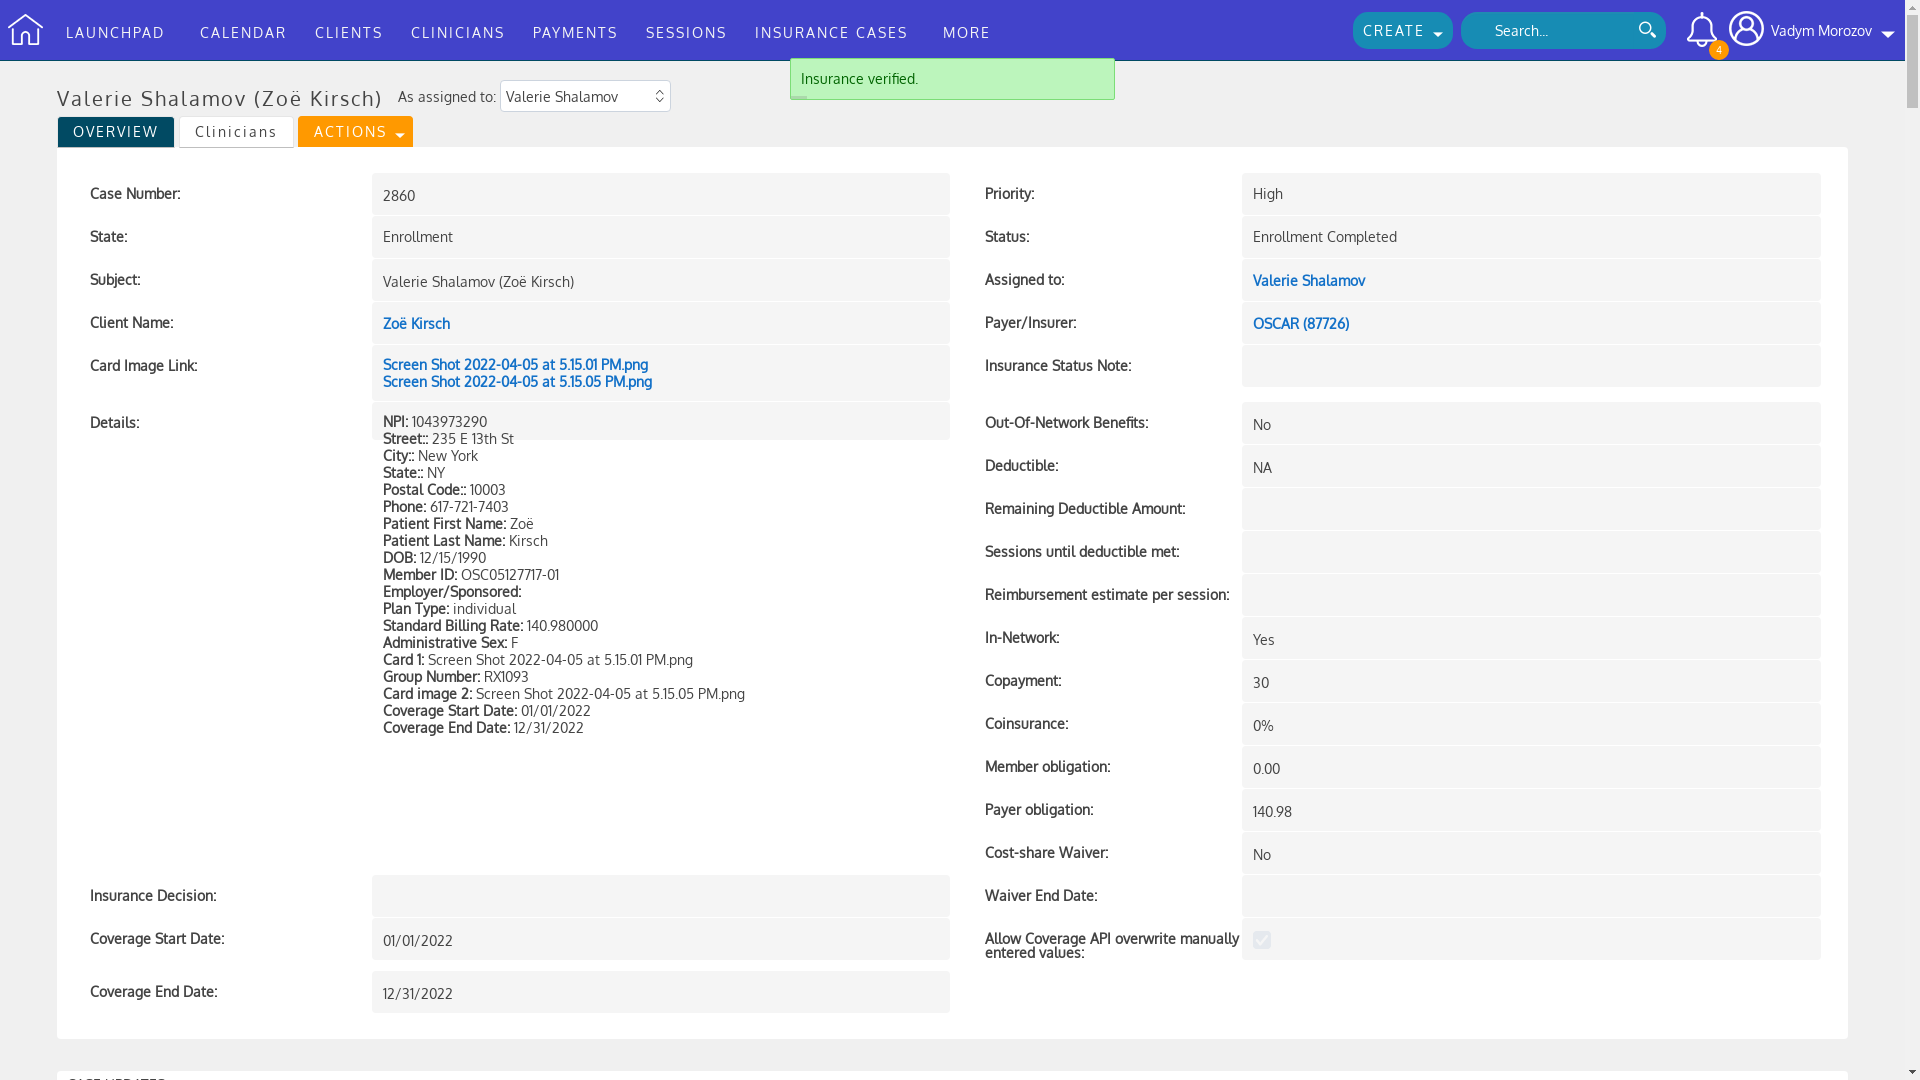 LAUNCHPAD CALENDAR CLIENTS CLINICIANS PAYMENTS SESSIONS INSURANCE CASES MORE CREATE Search... 4 Vadym Morozov
Insurance verified.
Valerie Shalamov (Zoë Kirsch) As assigned to: Valerie Shalamov
OVERVIEW Clinicians ACTIONS
Case Number: 2860
Priority: High
State: Enrollment
Status: Enrollment Completed
Subject: Valerie Shalamov (Zoë Kirsch)
Assigned to: Valerie Shalamov
Client Name: Zoë Kirsch
Payer/Insurer: OSCAR (87726)
Card Image Link: Screen Shot 2022-04-05 at 5.15.01 PM.png
Screen Shot 2022-04-05 at 5.15.05 PM.png
Insurance Status Note:
Details: NPI: 1043973290
Street:: 235 E 13th St
City:: New York
State:: NY
Postal Code:: 10003
Phone: 617-721-7403
Patient First Name: Zoë
Patient Last Name: Kirsch
DOB: 12/15/1990
Member ID: OSC05127717-01
Employer/Sponsored:
Plan Type: individual
Standard Billing Rate: 140.980000
Administrative Sex: F
Card 1: Screen Shot 2022-04-05 at 5.15.01 PM.png
Group Number: RX1093
Card image 2: Screen Shot 2022-04-05 at 5.15.05 PM.png
Coverage Start Date: 01/01/2022
Coverage End Date: 12/31/2022
Out-Of-Network Benefits: No
Deductible: NA
Remaining Deductible Amount:
Sessions until deductible met:
Reimbursement estimate per session:
In-Network: Yes
Copayment: 30
Coinsurance: 0%
Member obligation: 0.00
Payer obligation: 140.98
Cost-share Waiver: No
Insurance Decision:
Waiver End Date:
Coverage Start Date: 01/01/2022
Allow Coverage API overwrite manually
entered values:
Coverage End Date: 12/31/2022
CASE UPDATES